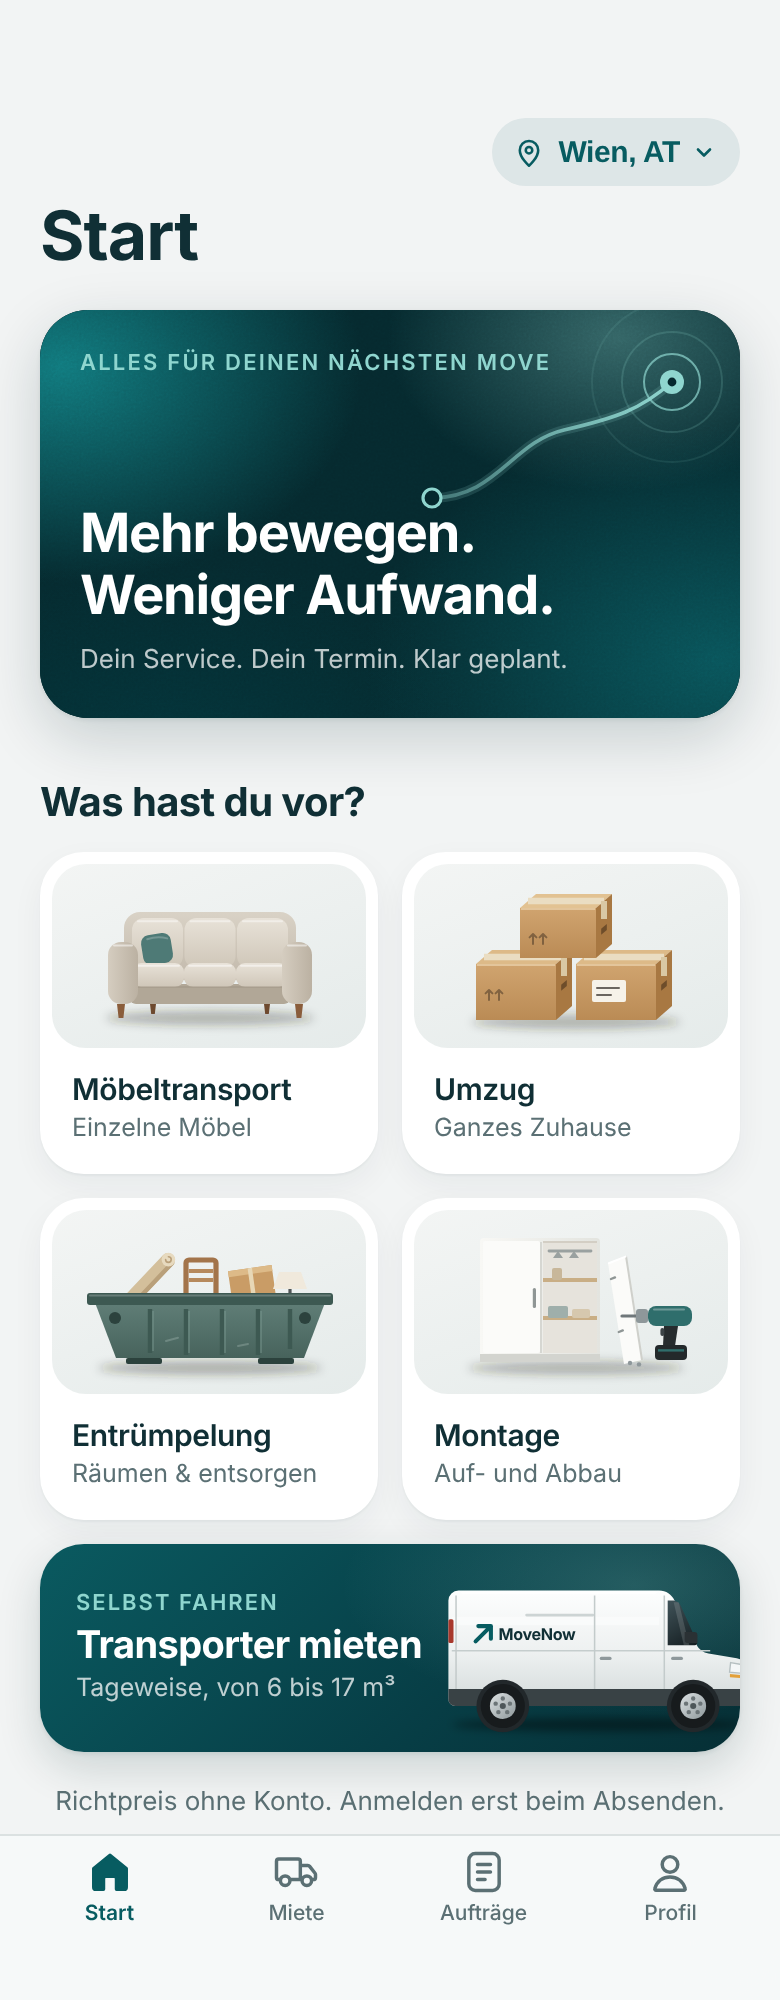 Wien, AT
Start
ALLES FÜR DEINEN NÄCHSTEN MOVE
Mehr bewegen.
Weniger Aufwand.
Dein Service. Dein Termin. Klar geplant.
Was hast du vor?
Möbeltransport
Einzelne Möbel
Umzug
Ganzes Zuhause
Entrümpelung
Räumen & entsorgen
Montage
Auf- und Abbau
SELBST FAHREN
Transporter mieten
Tageweise, von 6 bis 17 m³
MoveNow
Richtpreis ohne Konto. Anmelden erst beim Absenden.
Start
Miete
Aufträge
Profil